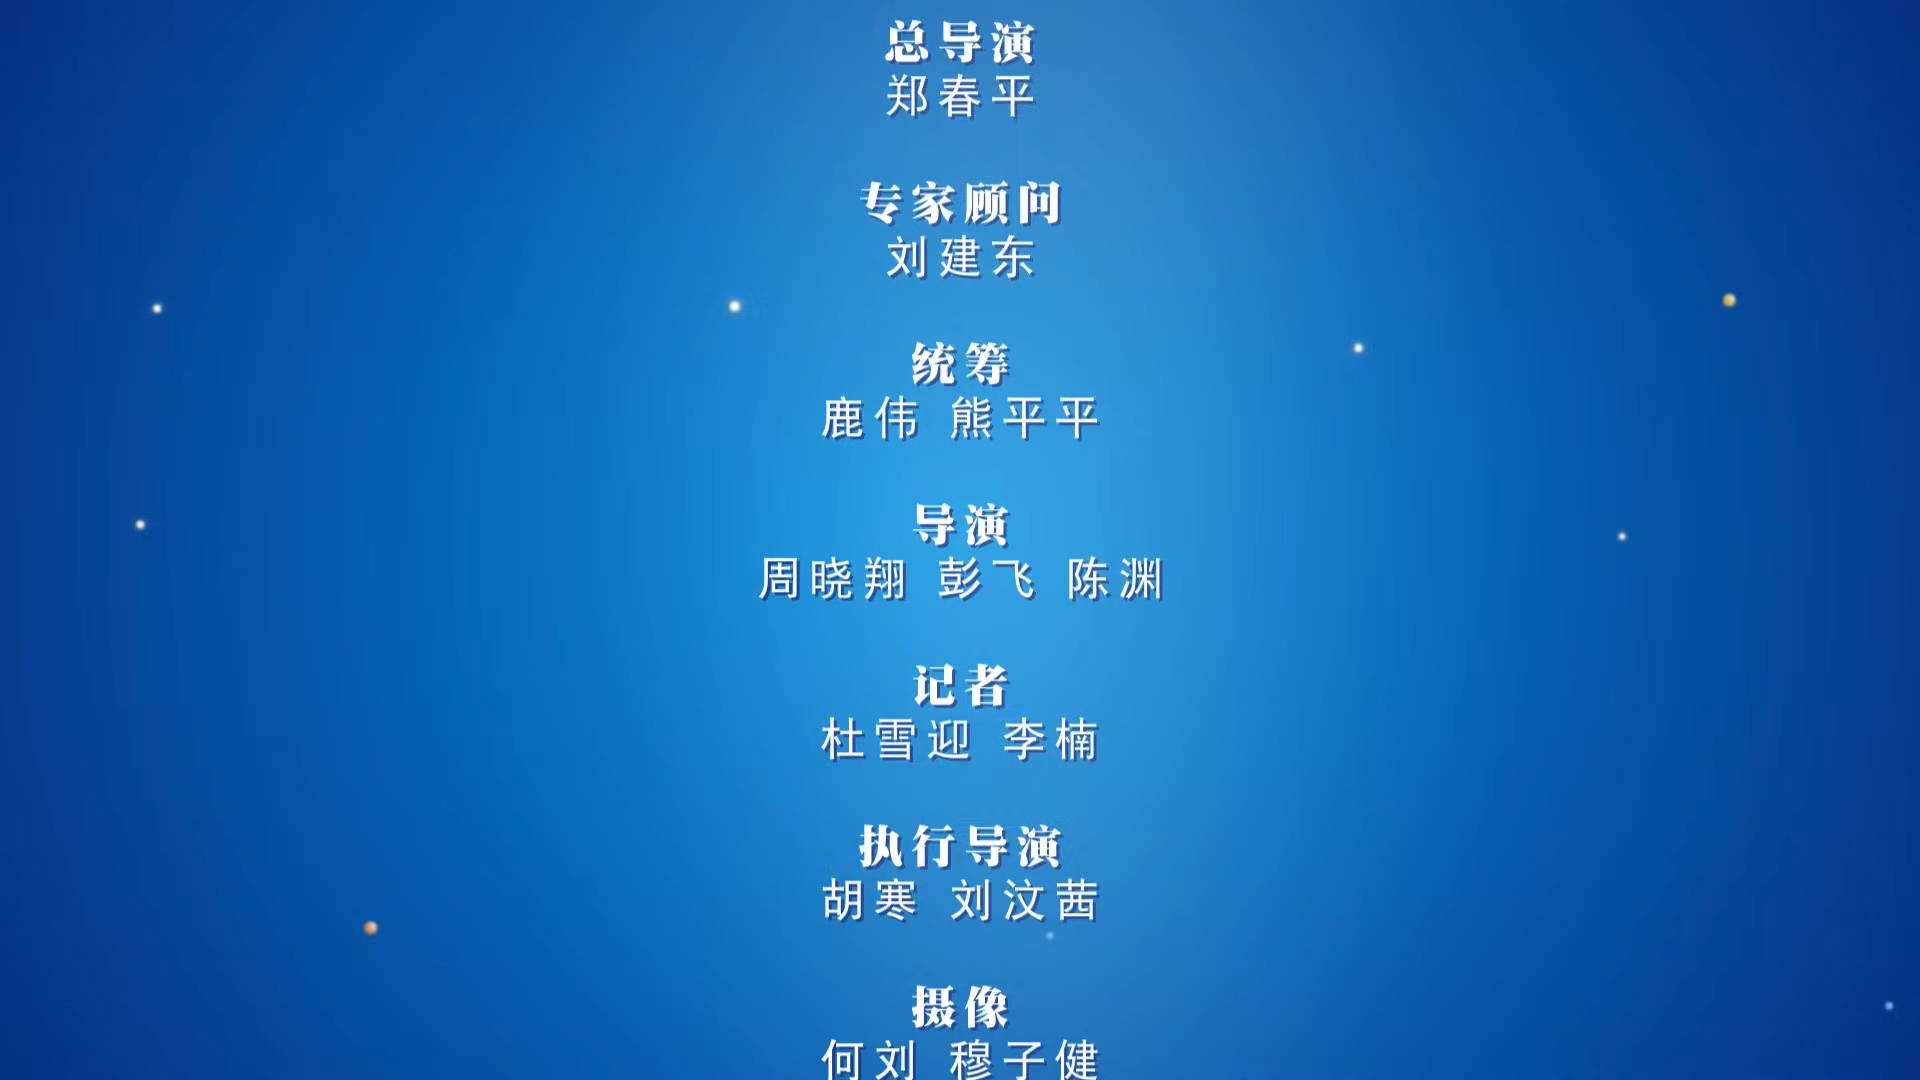 总导演
郑春平
专家顾问
刘建东
统筹
鹿伟 熊平平
导演
周晓翔 彭飞 陈渊
记者
杜雪迎 李楠
执行导演
胡寒 刘汶茜
摄像
何刘 穆子健